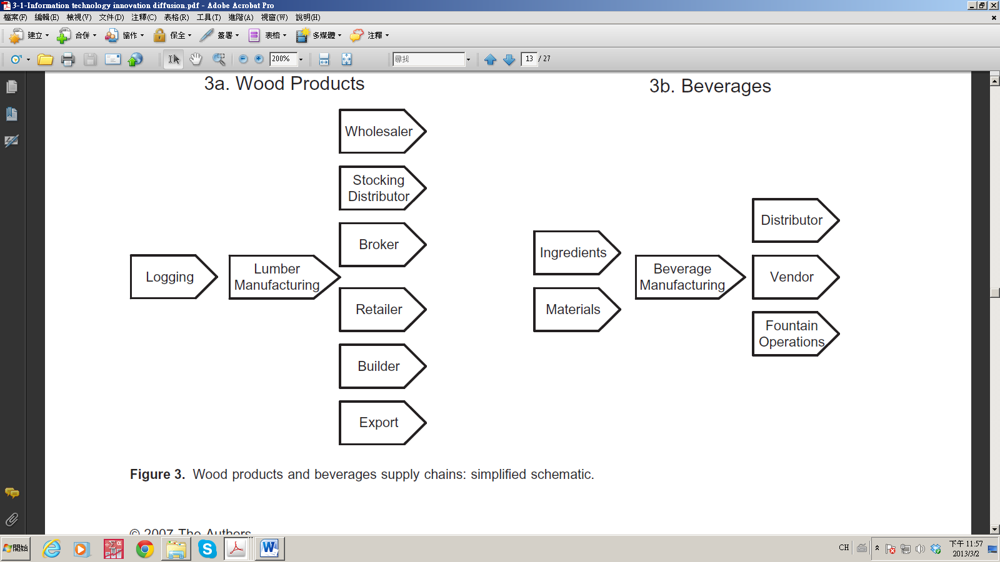 3-1-Information technology innovation diffusion.pdf - Adobe Acrobat Pro
檔案(F) 編輯(E) 檢視(V) 文件(D) 注釋(C) 表格(R) 工具(T) 進階(A) 視窗(W) 說明(H)
建立 合併 協作 保全 簽署 表格 多媒體 注釋
200% 尋找 13 / 27
3a. Wood Products
3b. Beverages
Wholesaler
Stocking
Distributor
Broker
Logging
Lumber
Manufacturing
Retailer
Builder
Export
Ingredients
Materials
Beverage
Manufacturing
Distributor
Vendor
Fountain
Operations
Figure 3. Wood products and beverages supply chains: simplified schematic.
© 2007 The Authors
開始
CH
下午 11:57
2013/3/2